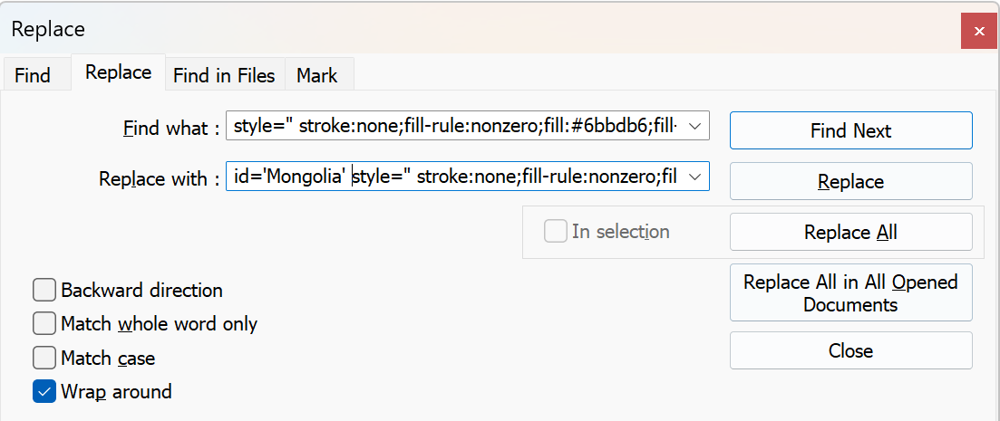 Replace
Find Replace Find in Files Mark
Find what : style=" stroke:none;fill-rule:nonzero;fill:#6bbdb6;fill- Find Next
Replace with : id='Mongolia' style=" stroke:none;fill-rule:nonzero;fil Replace
In selection Replace All
Backward direction Replace All in All Opened
Documents
Match whole word only
Match case Close
Wrap around